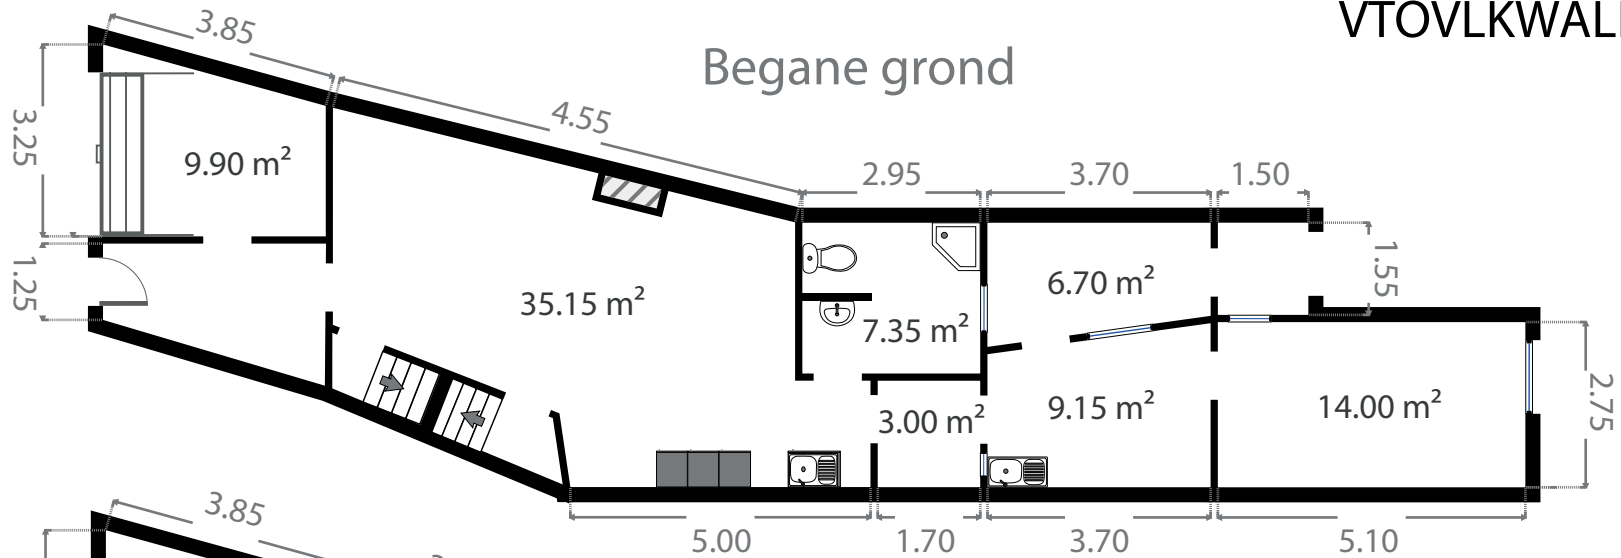 VTOVLKWAL
Begane grond
3.85
4.55
2.95
3.70
1.50
3.25
1.25
9.90 m²
35.15 m²
7.35 m²
6.70 m²
1.55
3.00 m²
9.15 m²
14.00 m²
2.75
5.00
1.70
3.70
5.10
3.85